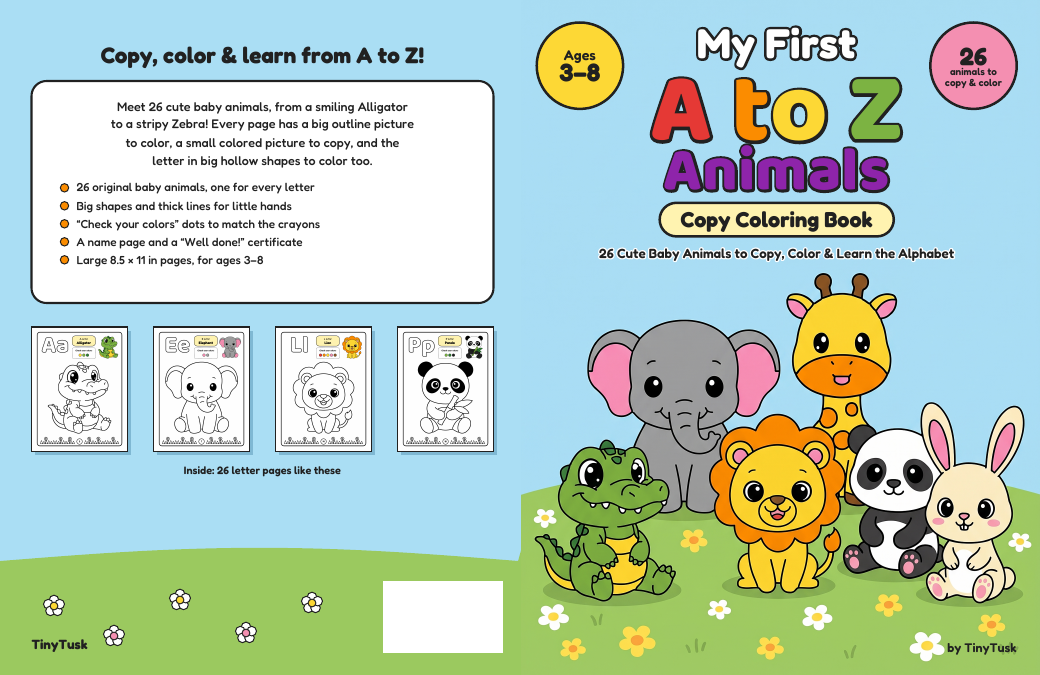 Copy, color & learn from A to Z!
Meet 26 cute baby animals, from a smiling Alligator
to a stripy Zebra! Every page has a big outline picture
to color, a small colored picture to copy, and the
letter in big hollow shapes to color too.
26 original baby animals, one for every letter
Big shapes and thick lines for little hands
“Check your colors” dots to match the crayons
A name page and a “Well done!” certificate
Large 8.5 × 11 in pages, for ages 3–8
Aa
Alligator
Ee
Elephant
Ll
Lion
Pp
Panda
Inside: 26 letter pages like these
TinyTusk
Ages
3–8
My First
A to Z
Animals
26
animals to
copy & color
Copy Coloring Book
26 Cute Baby Animals to Copy, Color & Learn the Alphabet
by TinyTusk